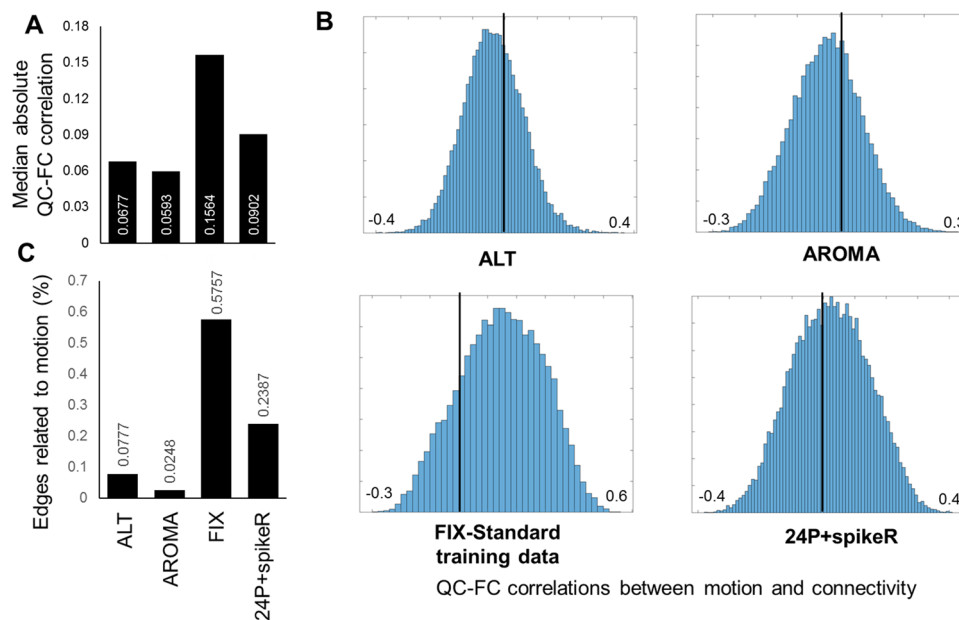 A
Median absolute
QC-FC correlation
0.18
0.15
0.12
0.09
0.06
0.03
0
0.0677
0.0593
0.1564
0.0902
B
-0.4
0.4
ALT
-0.3
0.3
AROMA
-0.3
0.6
FIX-Standard
training data
-0.4
0.4
24P+spikeR
QC-FC correlations between motion and connectivity
C
Edges related to motion (%)
0.7
0.6
0.5
0.4
0.3
0.2
0.1
0
0.0777
0.0248
0.5757
0.2387
ALT
AROMA
FIX
24P+spikeR